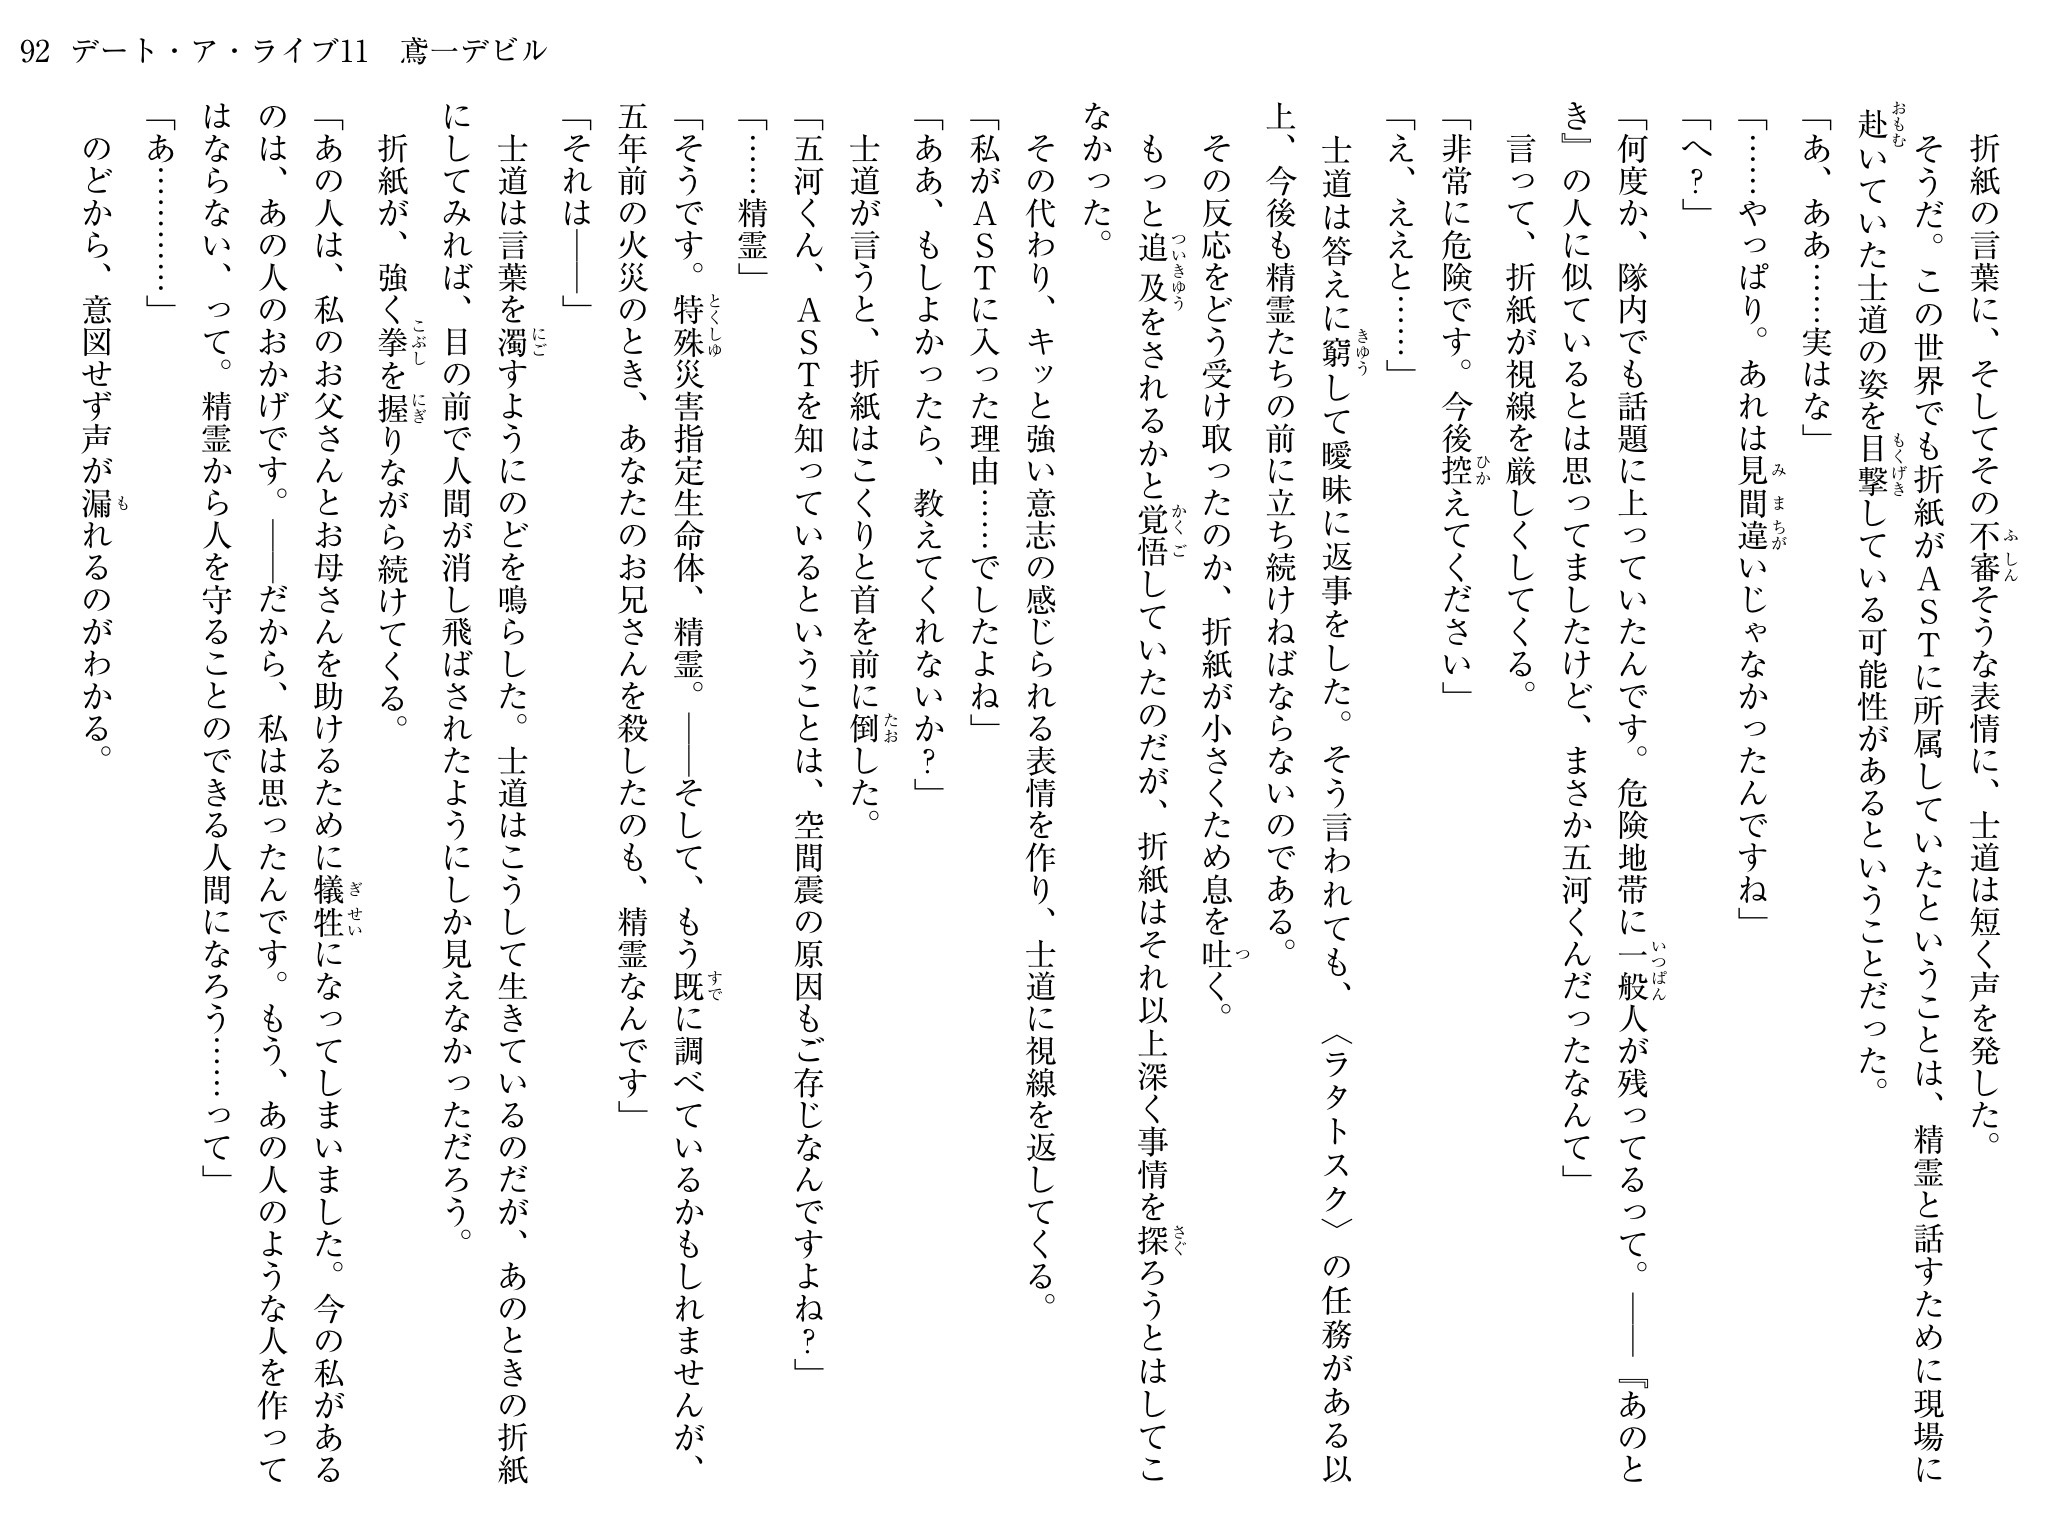 92 デート・ア・ライブ11 鳶一デビル
折紙の言葉に、そしてその不審そうな表情に、士道は短く声を発した。
そうだ。この世界でも折紙がＡＳＴに所属していたということは、精霊と話すために現場に
赴いていた士道の姿を目撃している可能性があるということだった。
「あ、ああ……実はな」
「……やっぱり。あれは見間違いじゃなかったんですね」
「へ？」
「何度か、隊内でも話題に上っていたんです。危険地帯に一般人が残ってるって。――『あのと
き』の人に似ているとは思ってましたけど、まさか五河くんだったなんて」
言って、折紙が視線を厳しくしてくる。
「非常に危険です。今後控えてください」
「え、ええと……」
士道は答えに窮して曖昧に返事をした。そう言われても、〈ラタトスク〉の任務がある以
上、今後も精霊たちの前に立ち続けねばならないのである。
その反応をどう受け取ったのか、折紙が小さくため息を吐く。
もっと追及をされるかと覚悟していたのだが、折紙はそれ以上深く事情を探ろうとはしてこ
なかった。
その代わり、キッと強い意志の感じられる表情を作り、士道に視線を返してくる。
「私がＡＳＴに入った理由……でしたよね」
「ああ、もしよかったら、教えてくれないか？」
士道が言うと、折紙はこくりと首を前に倒した。
「五河くん、ＡＳＴを知っているということは、空間震の原因もご存じなんですよね？」
「……精霊」
「そうです。特殊災害指定生命体、精霊。――そして、もう既に調べているかもしれませんが、
五年前の火災のとき、あなたのお兄さんを殺したのも、精霊なんです」
「それは――」
士道は言葉を濁すようにのどを鳴らした。士道はこうして生きているのだが、あのときの折紙
にしてみれば、目の前で人間が消し飛ばされたようにしか見えなかっただろう。
折紙が、強く拳を握りながら続けてくる。
「あの人は、私のお父さんとお母さんを助けるために犠牲になってしまいました。今の私がある
のは、あの人のおかげです。――だから、私は思ったんです。もう、あの人のような人を作って
はならない、って。精霊から人を守ることのできる人間になろう……って」
「あ…………」
のどから、意図せず声が漏れるのがわかる。